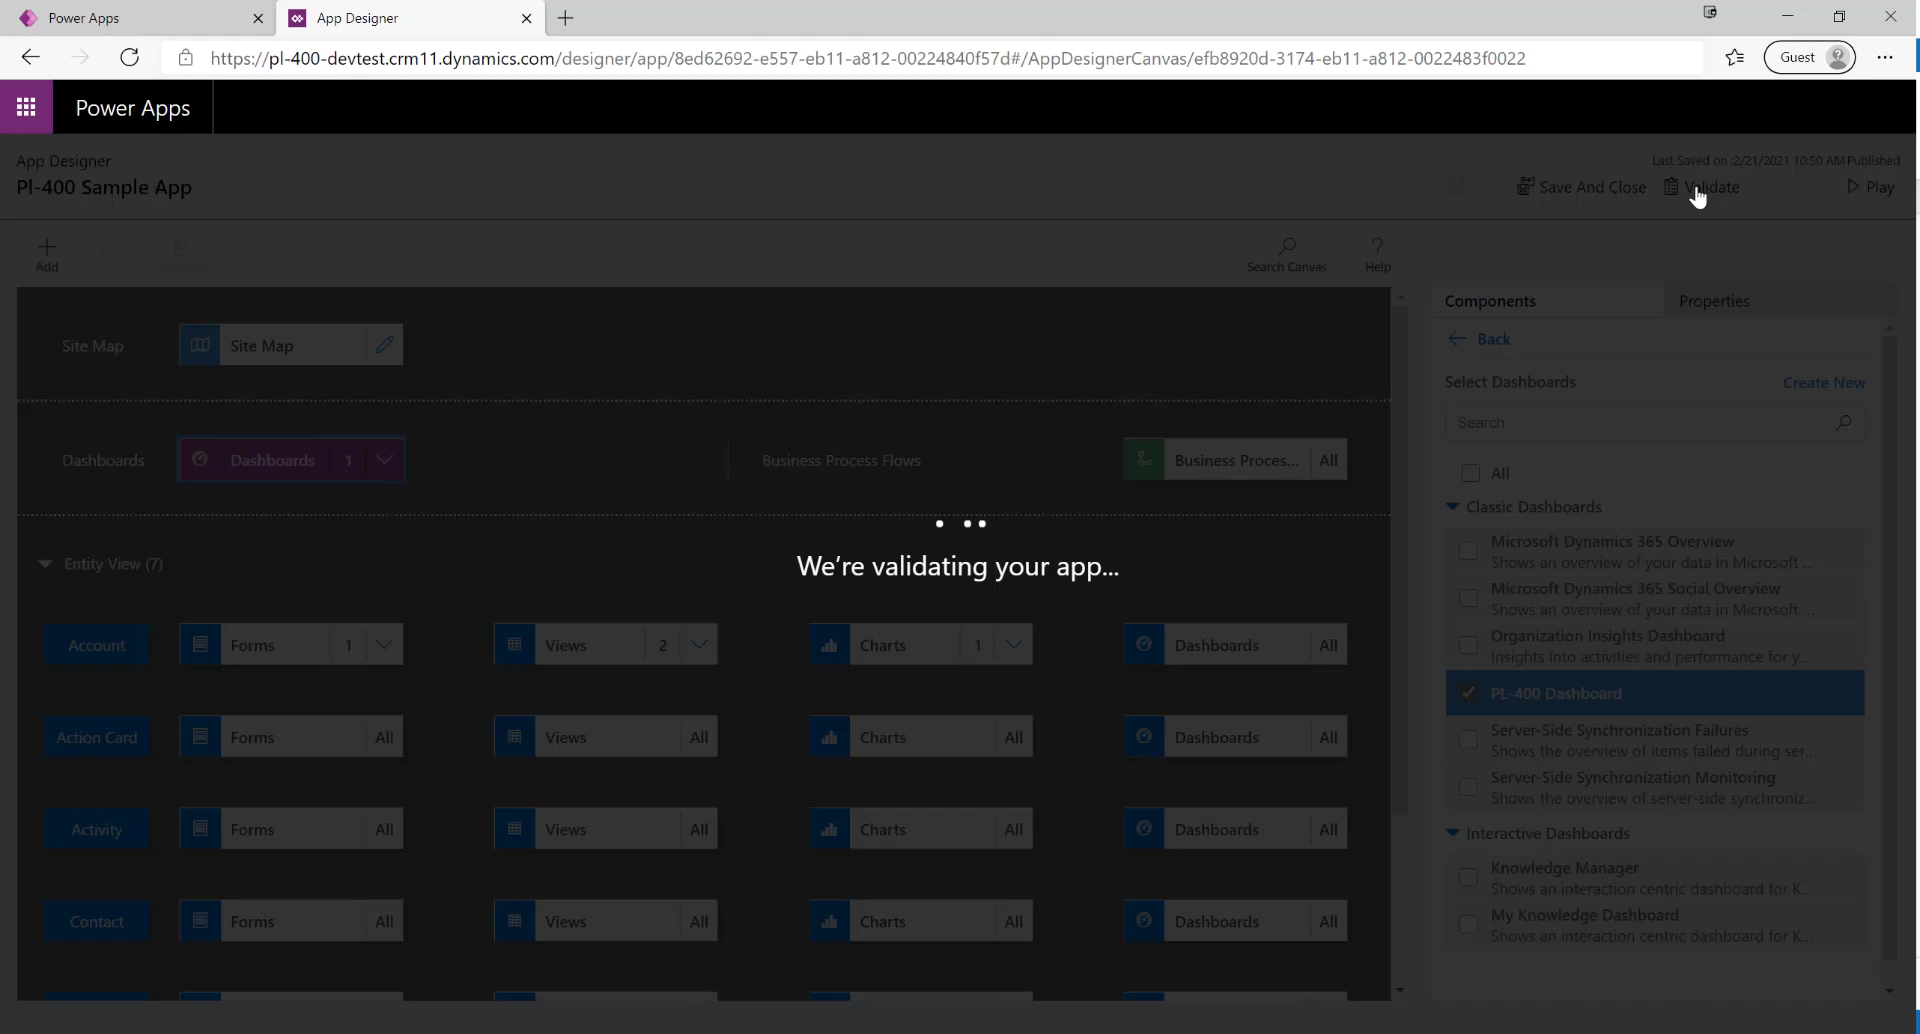 Power Apps
App Designer
https://pl-400-devtest.crm11.dynamics.com/designer/app/8ed62692-e557-eb11-a812-00224840f57d#/AppDesignerCanvas/efb8920d-3174-eb11-a812-0022483f0022
Guest
Power Apps
App Designer
Last Saved on :2/21/2021 10:50 AM Published
Pl-400 Sample App
Save And Close
Validate
Play
Add
Search Canvas
Help
Components
Properties
Site Map
Site Map
Back
Select Dashboards
Create New
Search
Dashboards
Dashboards 1
Business Process Flows
Business Proces... All
All
Classic Dashboards
We're validating your app...
Entity View (7)
Microsoft Dynamics 365 Overview
Shows an overview of your data in Microsoft ...
Microsoft Dynamics 365 Social Overview
Shows an overview of your data in Microsoft ...
Organization Insights Dashboard
Insights into activities and performance for y...
Account
Forms 1
Views 2
Charts 1
Dashboards All
PL-400 Dashboard
Action Card
Forms All
Views All
Charts All
Dashboards All
Server-Side Synchronization Failures
Shows the overview of items failed during ser...
Server-Side Synchronization Monitoring
Shows the overview of server-side synchroniz...
Activity
Forms All
Views All
Charts All
Dashboards All
Interactive Dashboards
Knowledge Manager
Shows an interaction centric dashboard for K...
Contact
Forms All
Views All
Charts All
Dashboards All
My Knowledge Dashboard
Shows an interaction centric dashboard for K...